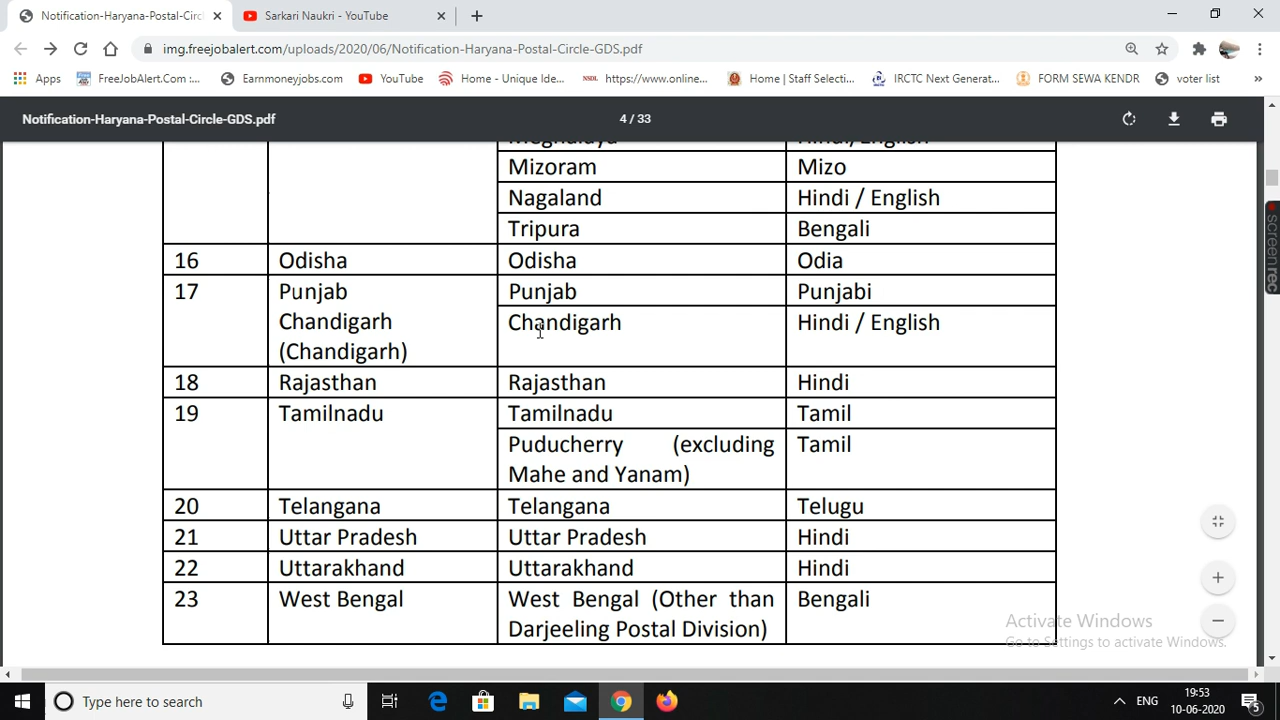 Notification-Haryana-Postal-Circ
Sarkari Naukri - YouTube
img.freejobalert.com/uploads/2020/06/Notification-Haryana-Postal-Circle-GDS.pdf
Apps FreeJobAlert.Com :... Earnmoneyjobs.com YouTube Home - Unique Ide... NSDL https://www.online... Home | Staff Selecti... IRCTC Next Generat... FORM SEWA KENDR voter list »
Notification-Haryana-Postal-Circle-GDS.pdf 4 / 33
Meghalaya Hindi/English
Mizoram Mizo
Nagaland Hindi / English
Tripura Bengali
16 Odisha Odisha Odia
17 Punjab Punjab Punjabi
Chandigarh Chandigarh Hindi / English
(Chandigarh)
18 Rajasthan Rajasthan Hindi
19 Tamilnadu Tamilnadu Tamil
Puducherry (excluding Tamil
Mahe and Yanam)
20 Telangana Telangana Telugu
21 Uttar Pradesh Uttar Pradesh Hindi
22 Uttarakhand Uttarakhand Hindi
23 West Bengal West Bengal (Other than Bengali
Darjeeling Postal Division)
Activate Windows
Go to Settings to activate Windows.
screenrec
Type here to search
ENG
19:53
10-06-2020
5